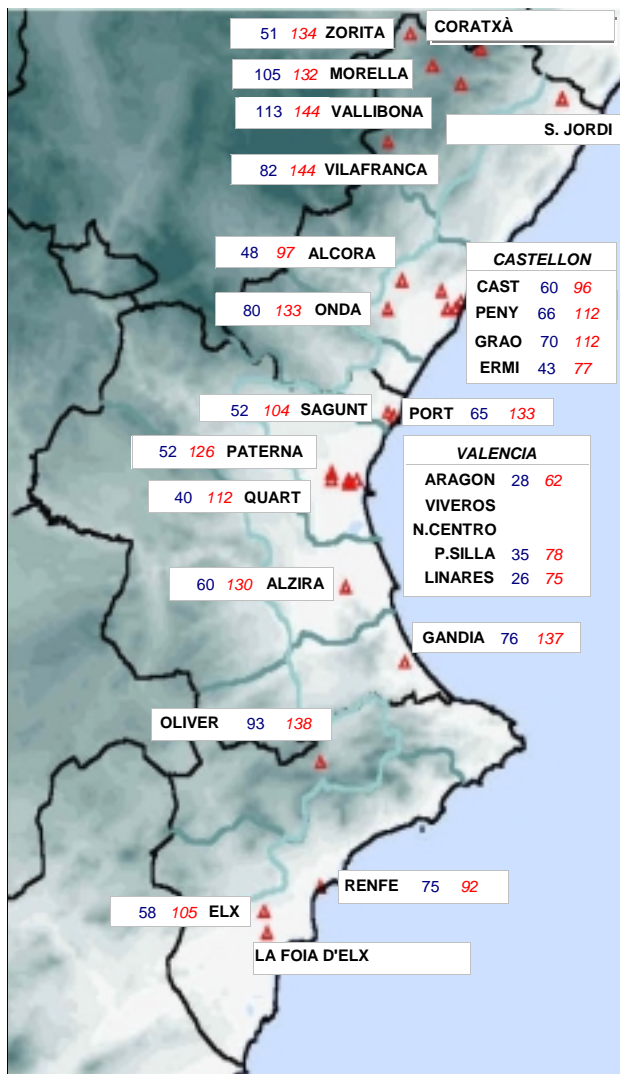 51 134 ZORITA
CORATXÀ
105 132 MORELLA
113 144 VALLIBONA
S. JORDI
82 144 VILAFRANCA
48 97 ALCORA
80 133 ONDA
CASTELLON
CAST 60 96
PENY 66 112
GRAO 70 112
ERMI 43 77
52 104 SAGUNT
PORT 65 133
52 126 PATERNA
40 112 QUART
VALENCIA
ARAGON 28 62
VIVEROS
N.CENTRO
P.SILLA 35 78
LINARES 26 75
60 130 ALZIRA
GANDIA 76 137
OLIVER 93 138
RENFE 75 92
58 105 ELX
LA FOIA D'ELX